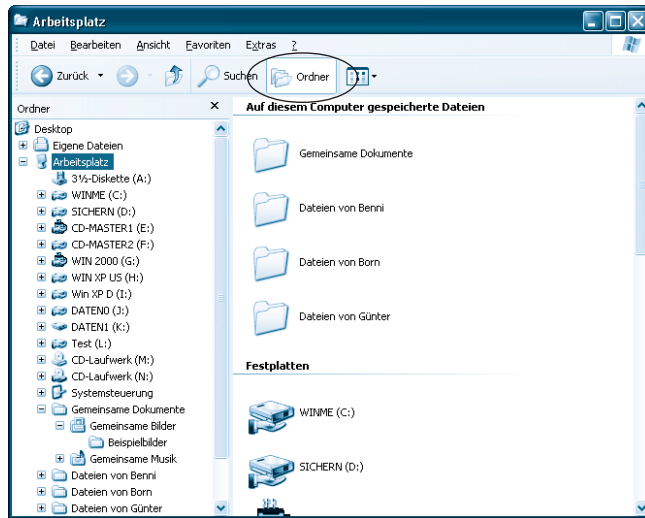 Arbeitsplatz
Datei Bearbeiten Ansicht Favoriten Extras ?
Zurück Suchen Ordner
Ordner x
Desktop
Eigene Dateien
Arbeitsplatz
3½-Diskette (A:)
WINME (C:)
SICHERN (D:)
CD-MASTER1 (E:)
CD-MASTER2 (F:)
WIN 2000 (G:)
WIN XP US (H:)
Win XP D (I:)
DATEN0 (J:)
DATEN1 (K:)
Test (L:)
CD-Laufwerk (M:)
CD-Laufwerk (N:)
Systemsteuerung
Gemeinsame Dokumente
Gemeinsame Bilder
Beispielbilder
Gemeinsame Musik
Dateien von Benni
Dateien von Born
Dateien von Günter
Auf diesem Computer gespeicherte Dateien
Gemeinsame Dokumente
Dateien von Benni
Dateien von Born
Dateien von Günter
Festplatten
WINME (C:)
SICHERN (D:)